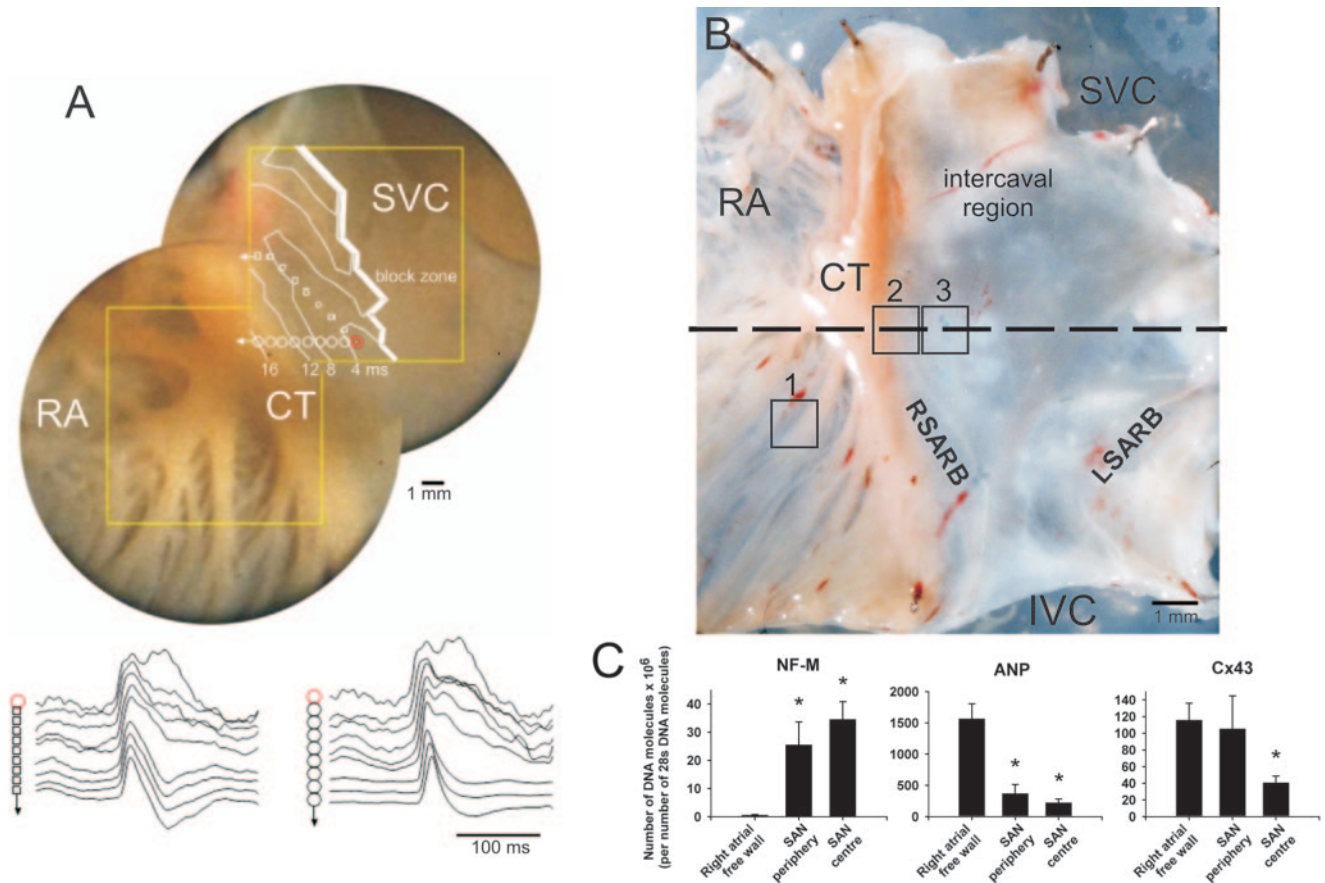 A
SVC
block zone
16 12 8 4 ms
RA
CT
1 mm
100 ms
B
SVC
intercaval
region
RA
CT
2
3
1
RSARB
LSARB
IVC
1 mm
C
Number of DNA molecules x 10⁶
(per number of 28s DNA molecules)
NF-M
40
30
20
10
0
*
*
Right atrial
free wall
SAN
periphery
SAN
centre
ANP
2000
1500
1000
500
0
*
*
Right atrial
free wall
SAN
periphery
SAN
centre
Cx43
140
120
100
80
60
40
20
0
*
Right atrial
free wall
SAN
periphery
SAN
centre